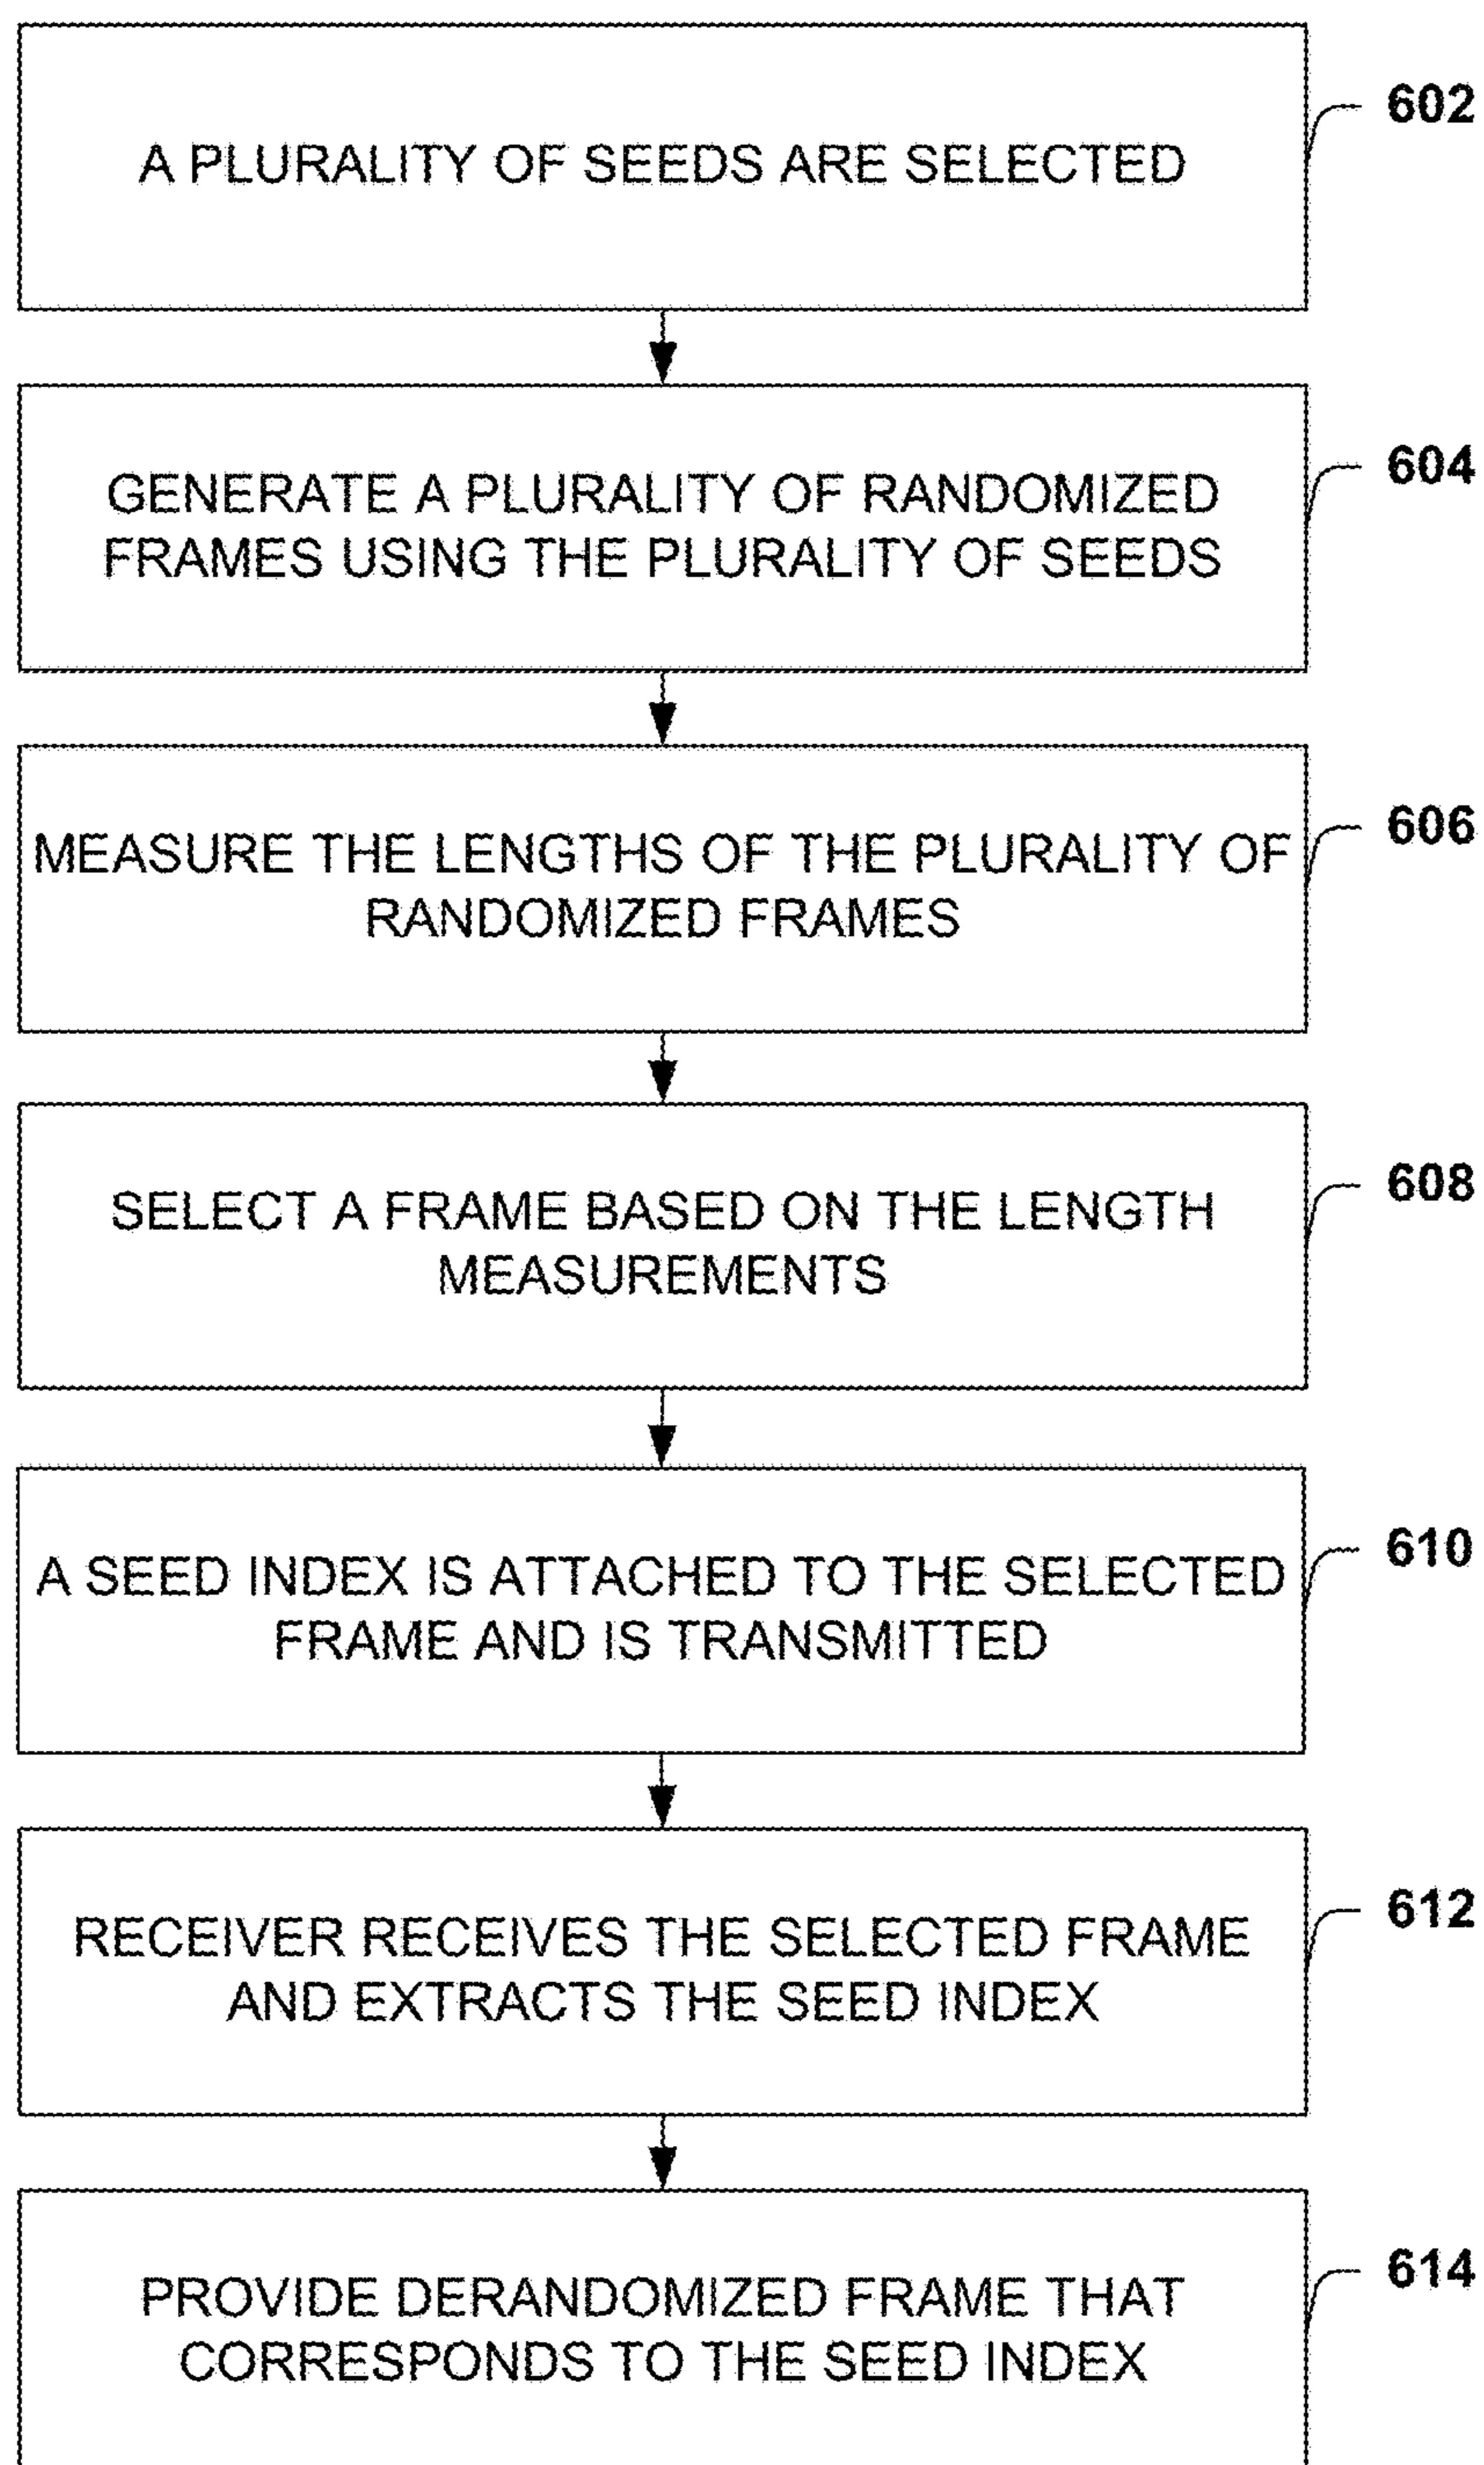 A PLURALITY OF SEEDS ARE SELECTED
602
GENERATE A PLURALITY OF RANDOMIZED
FRAMES USING THE PLURALITY OF SEEDS
604
MEASURE THE LENGTHS OF THE PLURALITY OF
RANDOMIZED FRAMES
606
SELECT A FRAME BASED ON THE LENGTH
MEASUREMENTS
608
A SEED INDEX IS ATTACHED TO THE SELECTED
FRAME AND IS TRANSMITTED
610
RECEIVER RECEIVES THE SELECTED FRAME
AND EXTRACTS THE SEED INDEX
612
PROVIDE DERANDOMIZED FRAME THAT
CORRESPONDS TO THE SEED INDEX
614